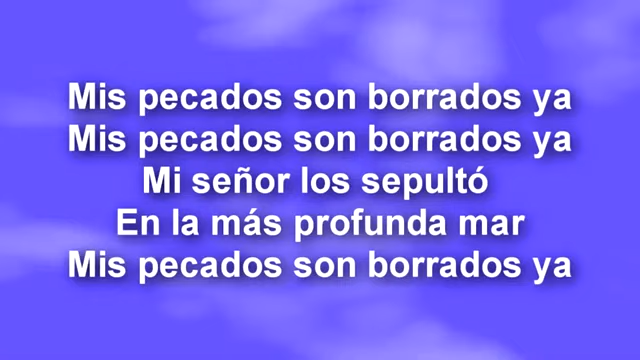 Mis pecados son borrados ya
Mis pecados son borrados ya
Mi señor los sepultó
En la más profunda mar
Mis pecados son borrados ya